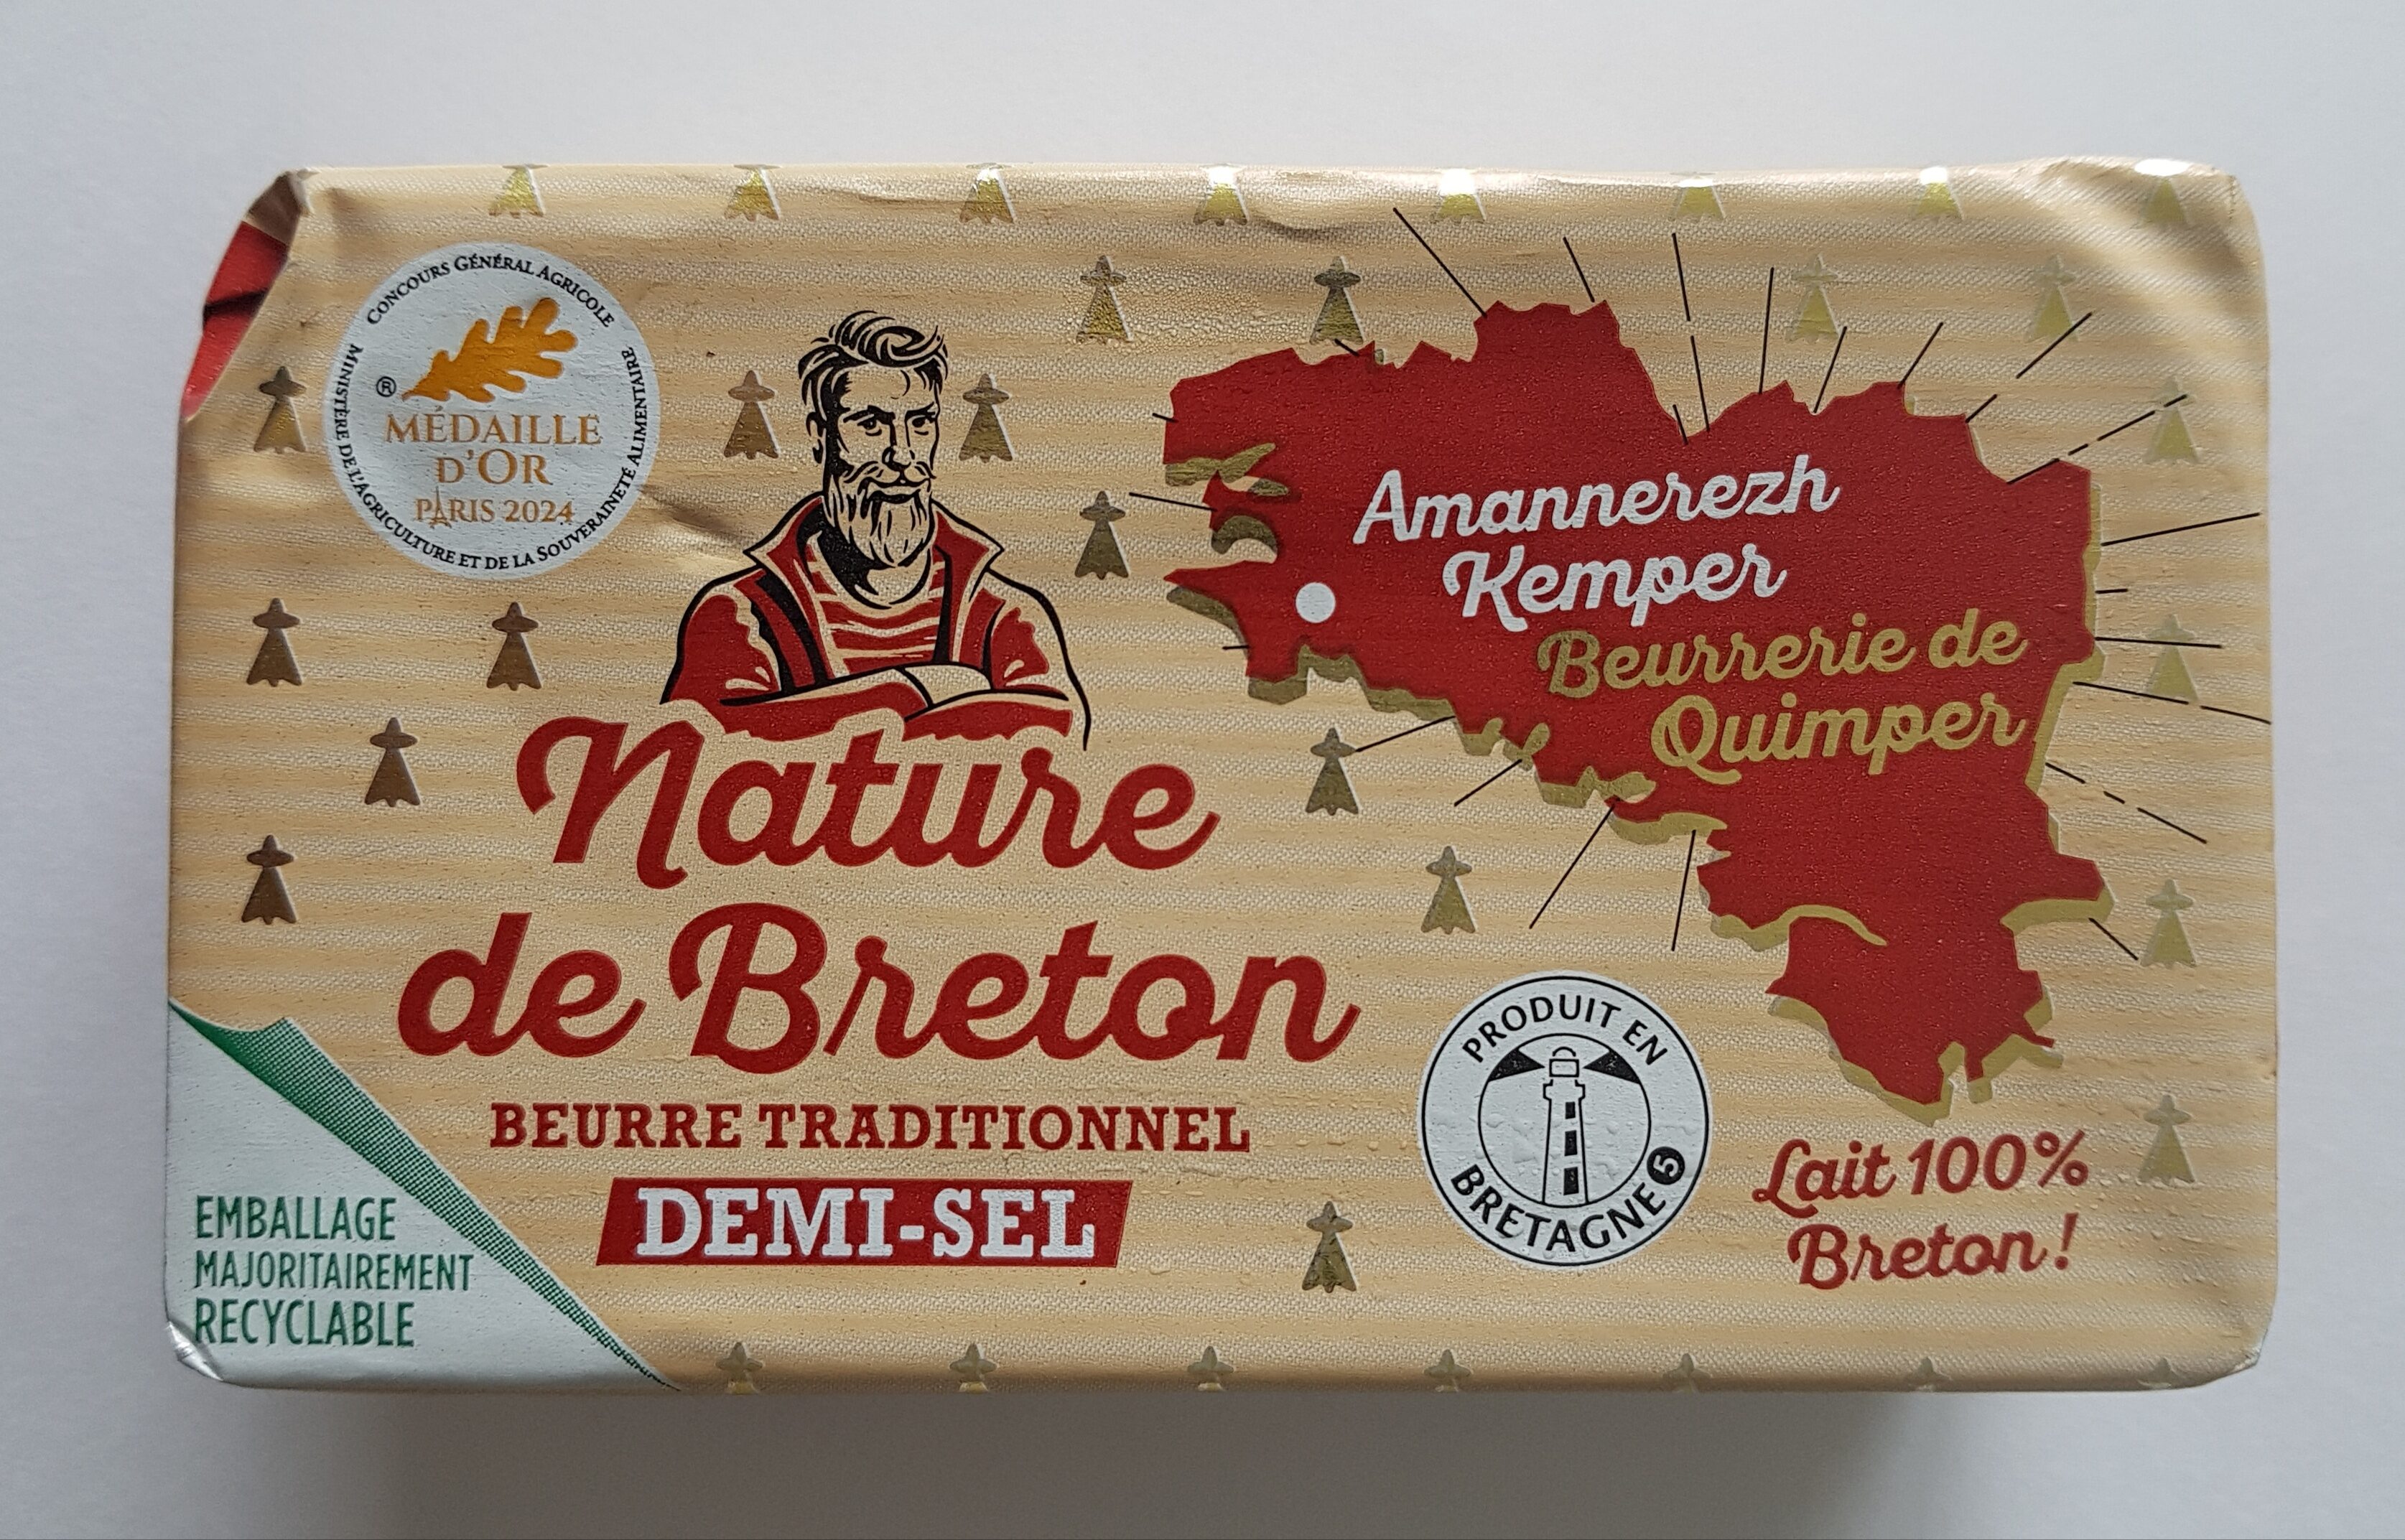 CONCOURS GÉNÉRAL AGRICOLE
®
MÉDAILLE
D'OR
PARIS 2024
MINISTÈRE DE L'AGRICULTURE ET DE LA SOUVERAINETÉ ALIMENTAIRE
Amannerezh
Kemper
Beurrerie de
Quimper
Nature
de Breton
BEURRE TRADITIONNEL
DEMI-SEL
EMBALLAGE
MAJORITAIREMENT
RECYCLABLE
PRODUIT EN
BRETAGNE 5
Lait 100%
Breton !